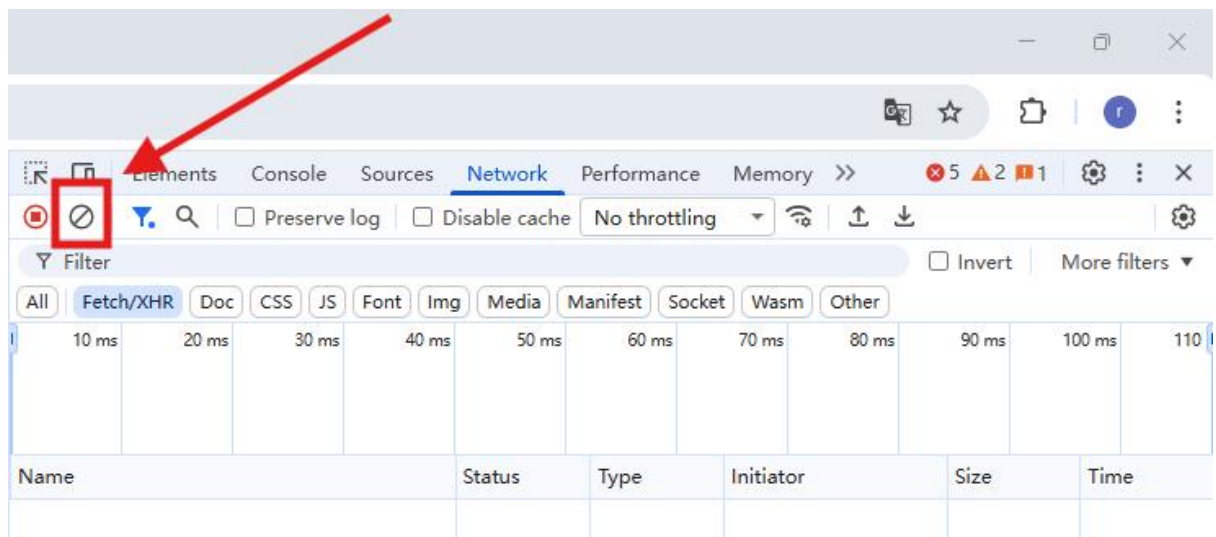 r
Elements Console Sources Network Performance Memory >> 5 2 1
Preserve log Disable cache No throttling
Filter Invert More filters
All Fetch/XHR Doc CSS JS Font Img Media Manifest Socket Wasm Other
10 ms 20 ms 30 ms 40 ms 50 ms 60 ms 70 ms 80 ms 90 ms 100 ms 110
Name Status Type Initiator Size Time